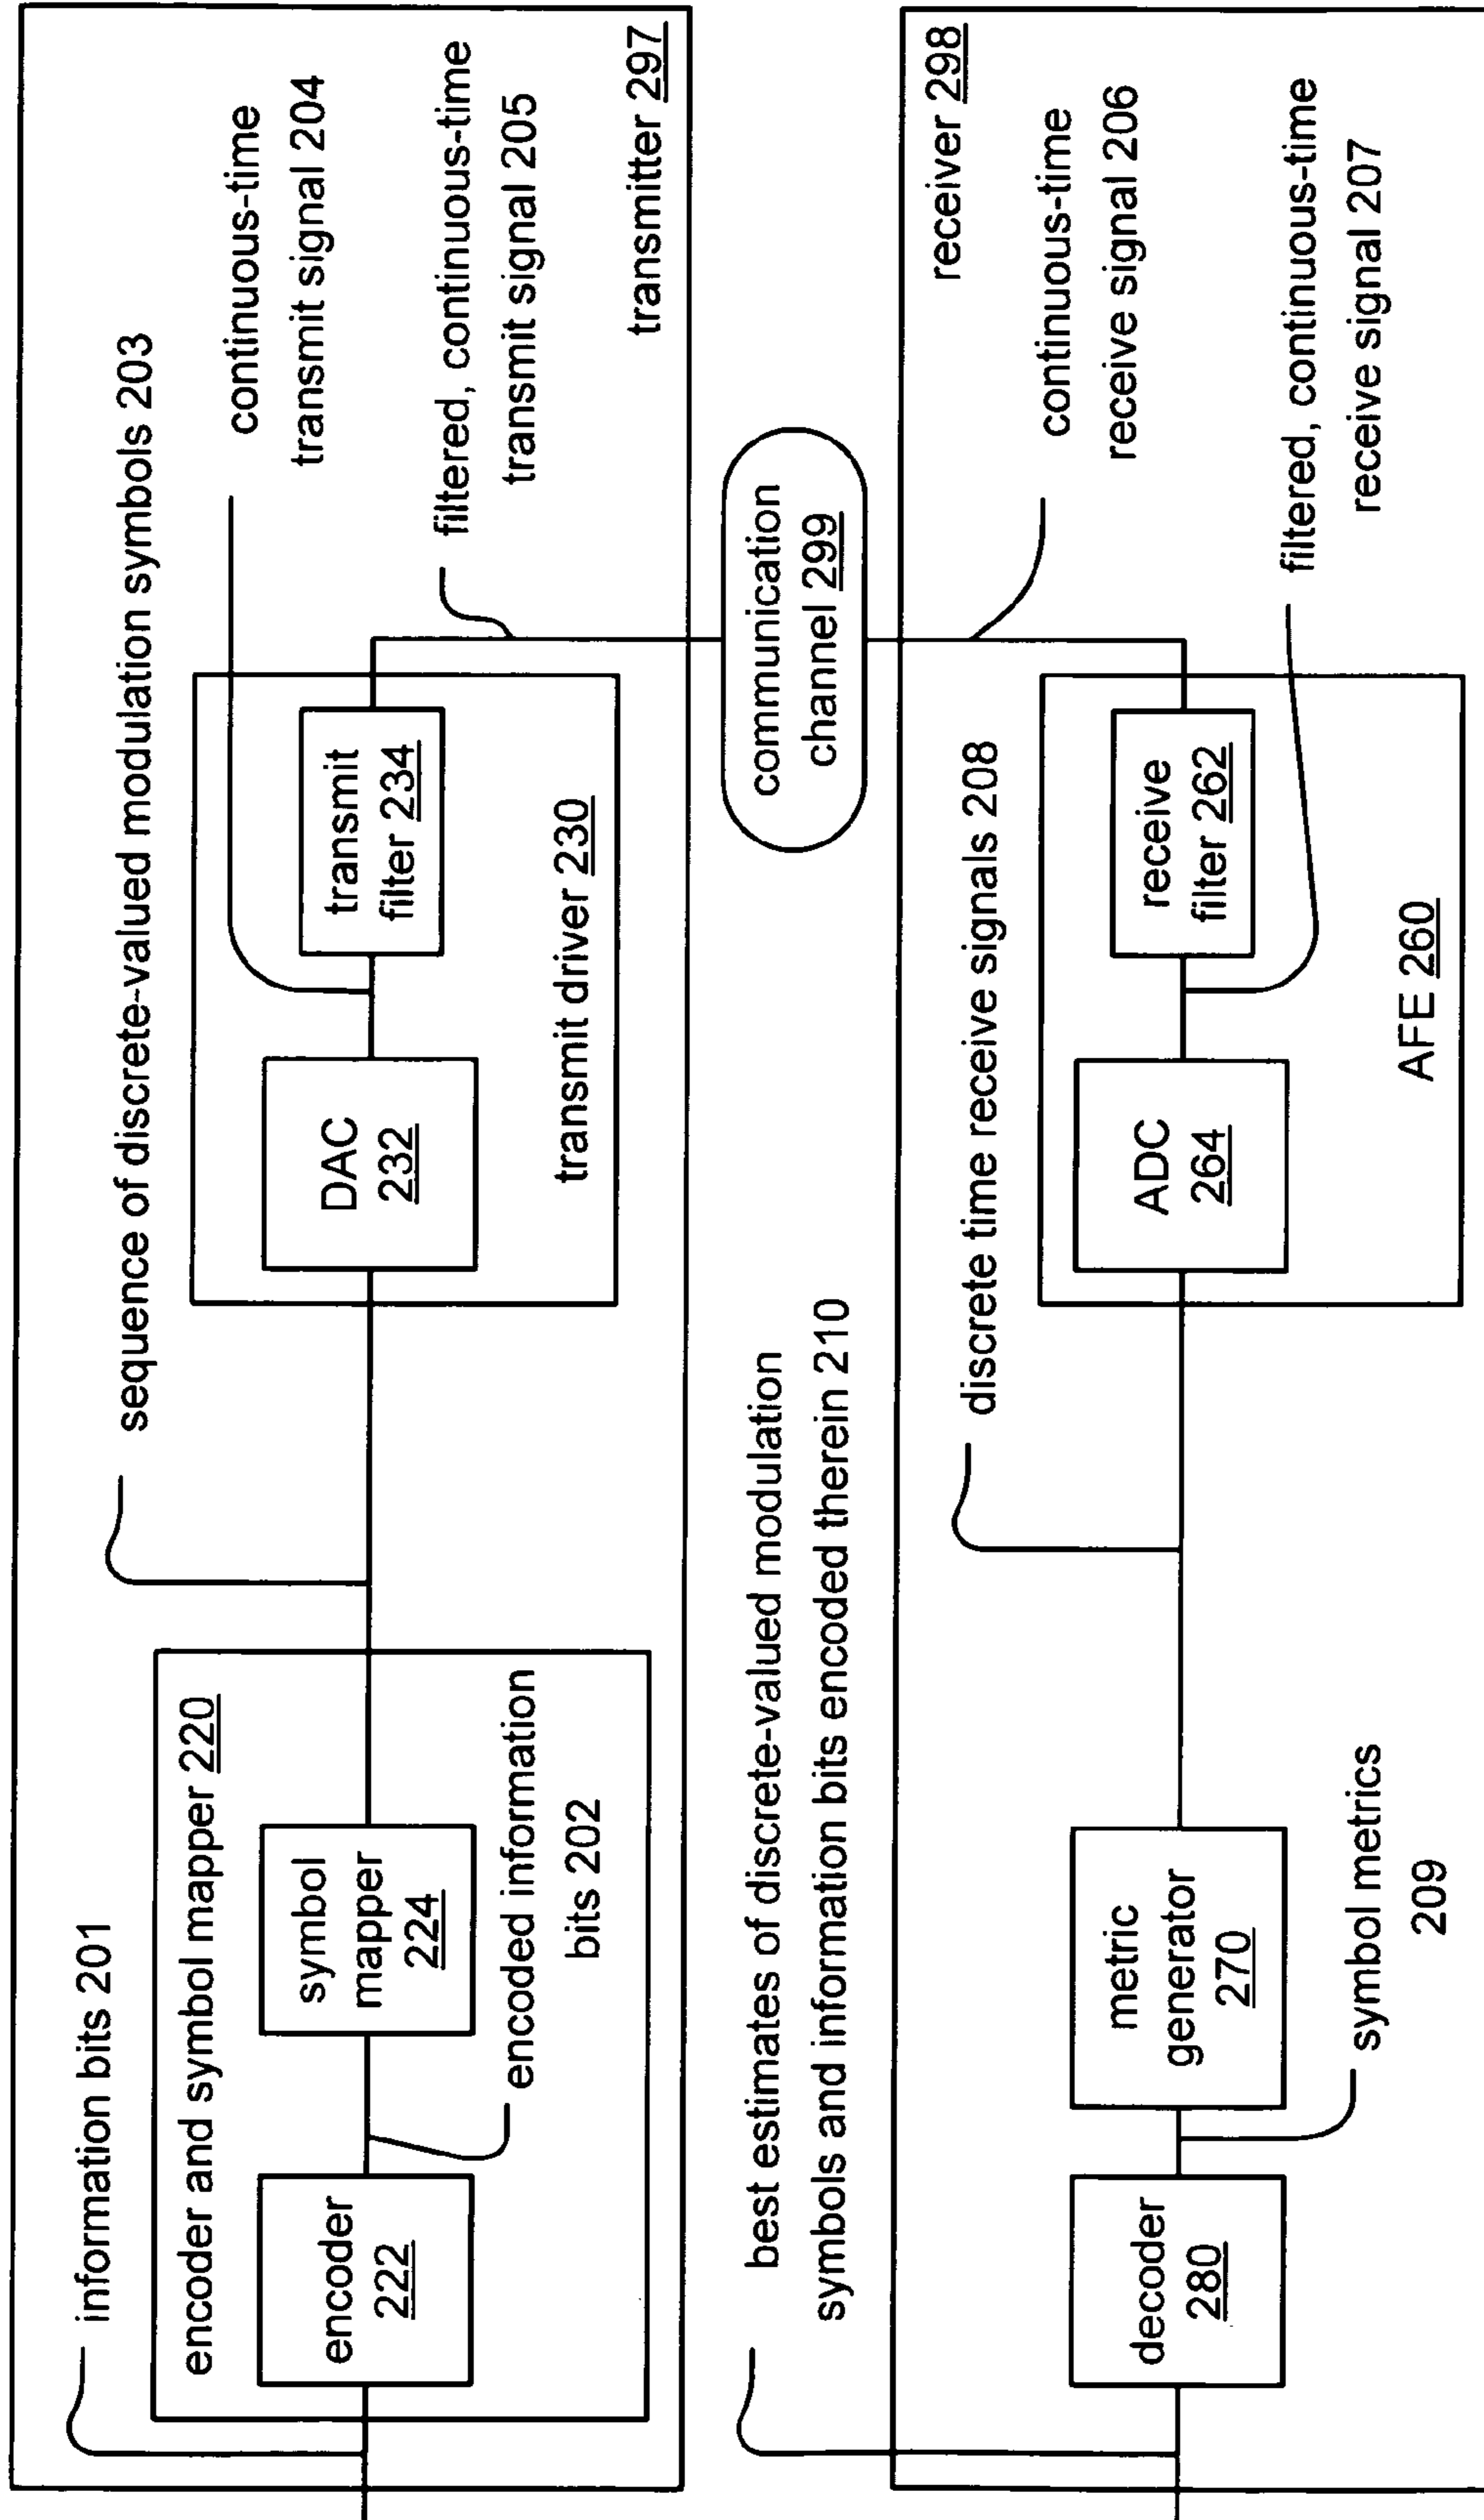 information bits 201
encoder and symbol mapper 220
encoder
222
symbol
mapper
224
encoded information
bits 202
sequence of discrete-valued modulation symbols 203
DAC
232
transmit
filter 234
transmit driver 230
continuous-time
transmit signal 204
filtered, continuous-time
transmit signal 205
transmitter 297
communication
channel 299
best estimates of discrete-valued modulation
symbols and information bits encoded therein 210
decoder
280
metric
generator
270
symbol metrics
209
discrete time receive signals 208
ADC
264
receive
filter 262
AFE 260
receiver 298
continuous-time
receive signal 206
filtered, continuous-time
receive signal 207